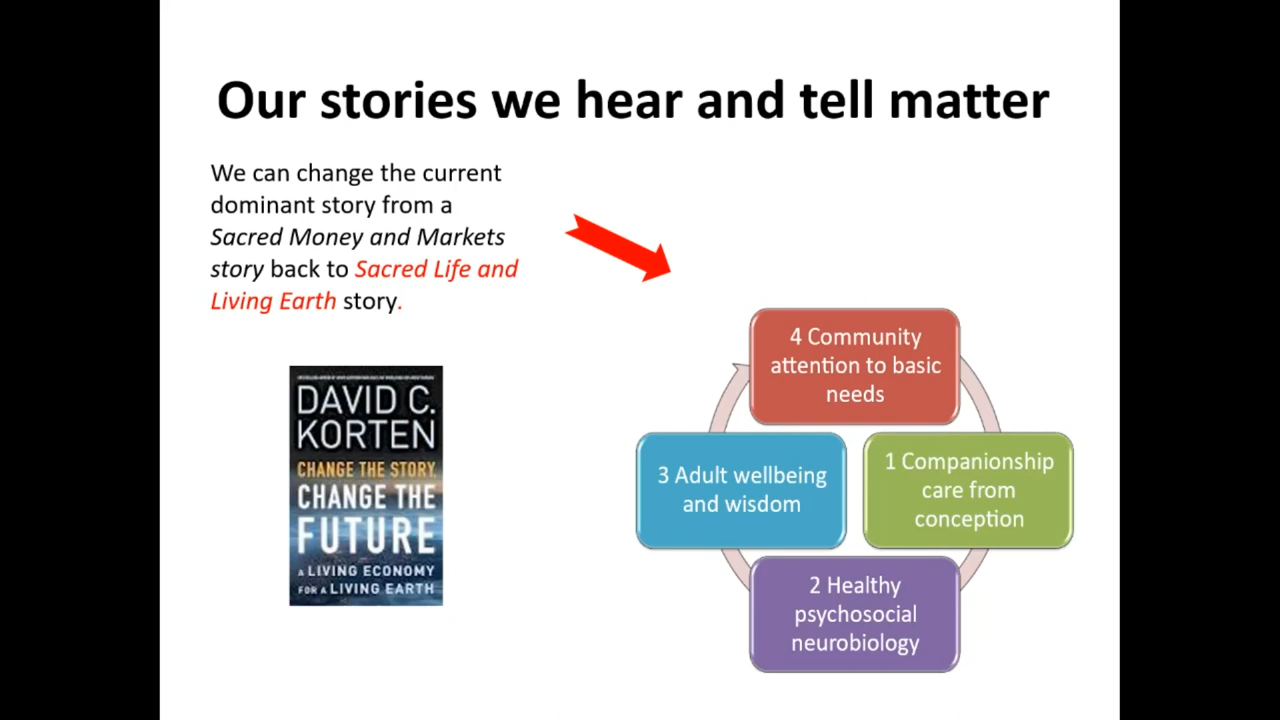 Our stories we hear and tell matter
We can change the current
dominant story from a
Sacred Money and Markets
story back to Sacred Life and
Living Earth story.
DAVID C.
KORTEN
CHANGE THE STORY,
CHANGE THE
FUTURE
A LIVING ECONOMY
FOR A LIVING EARTH
4 Community
attention to basic
needs
1 Companionship
care from
conception
2 Healthy
psychosocial
neurobiology
3 Adult wellbeing
and wisdom